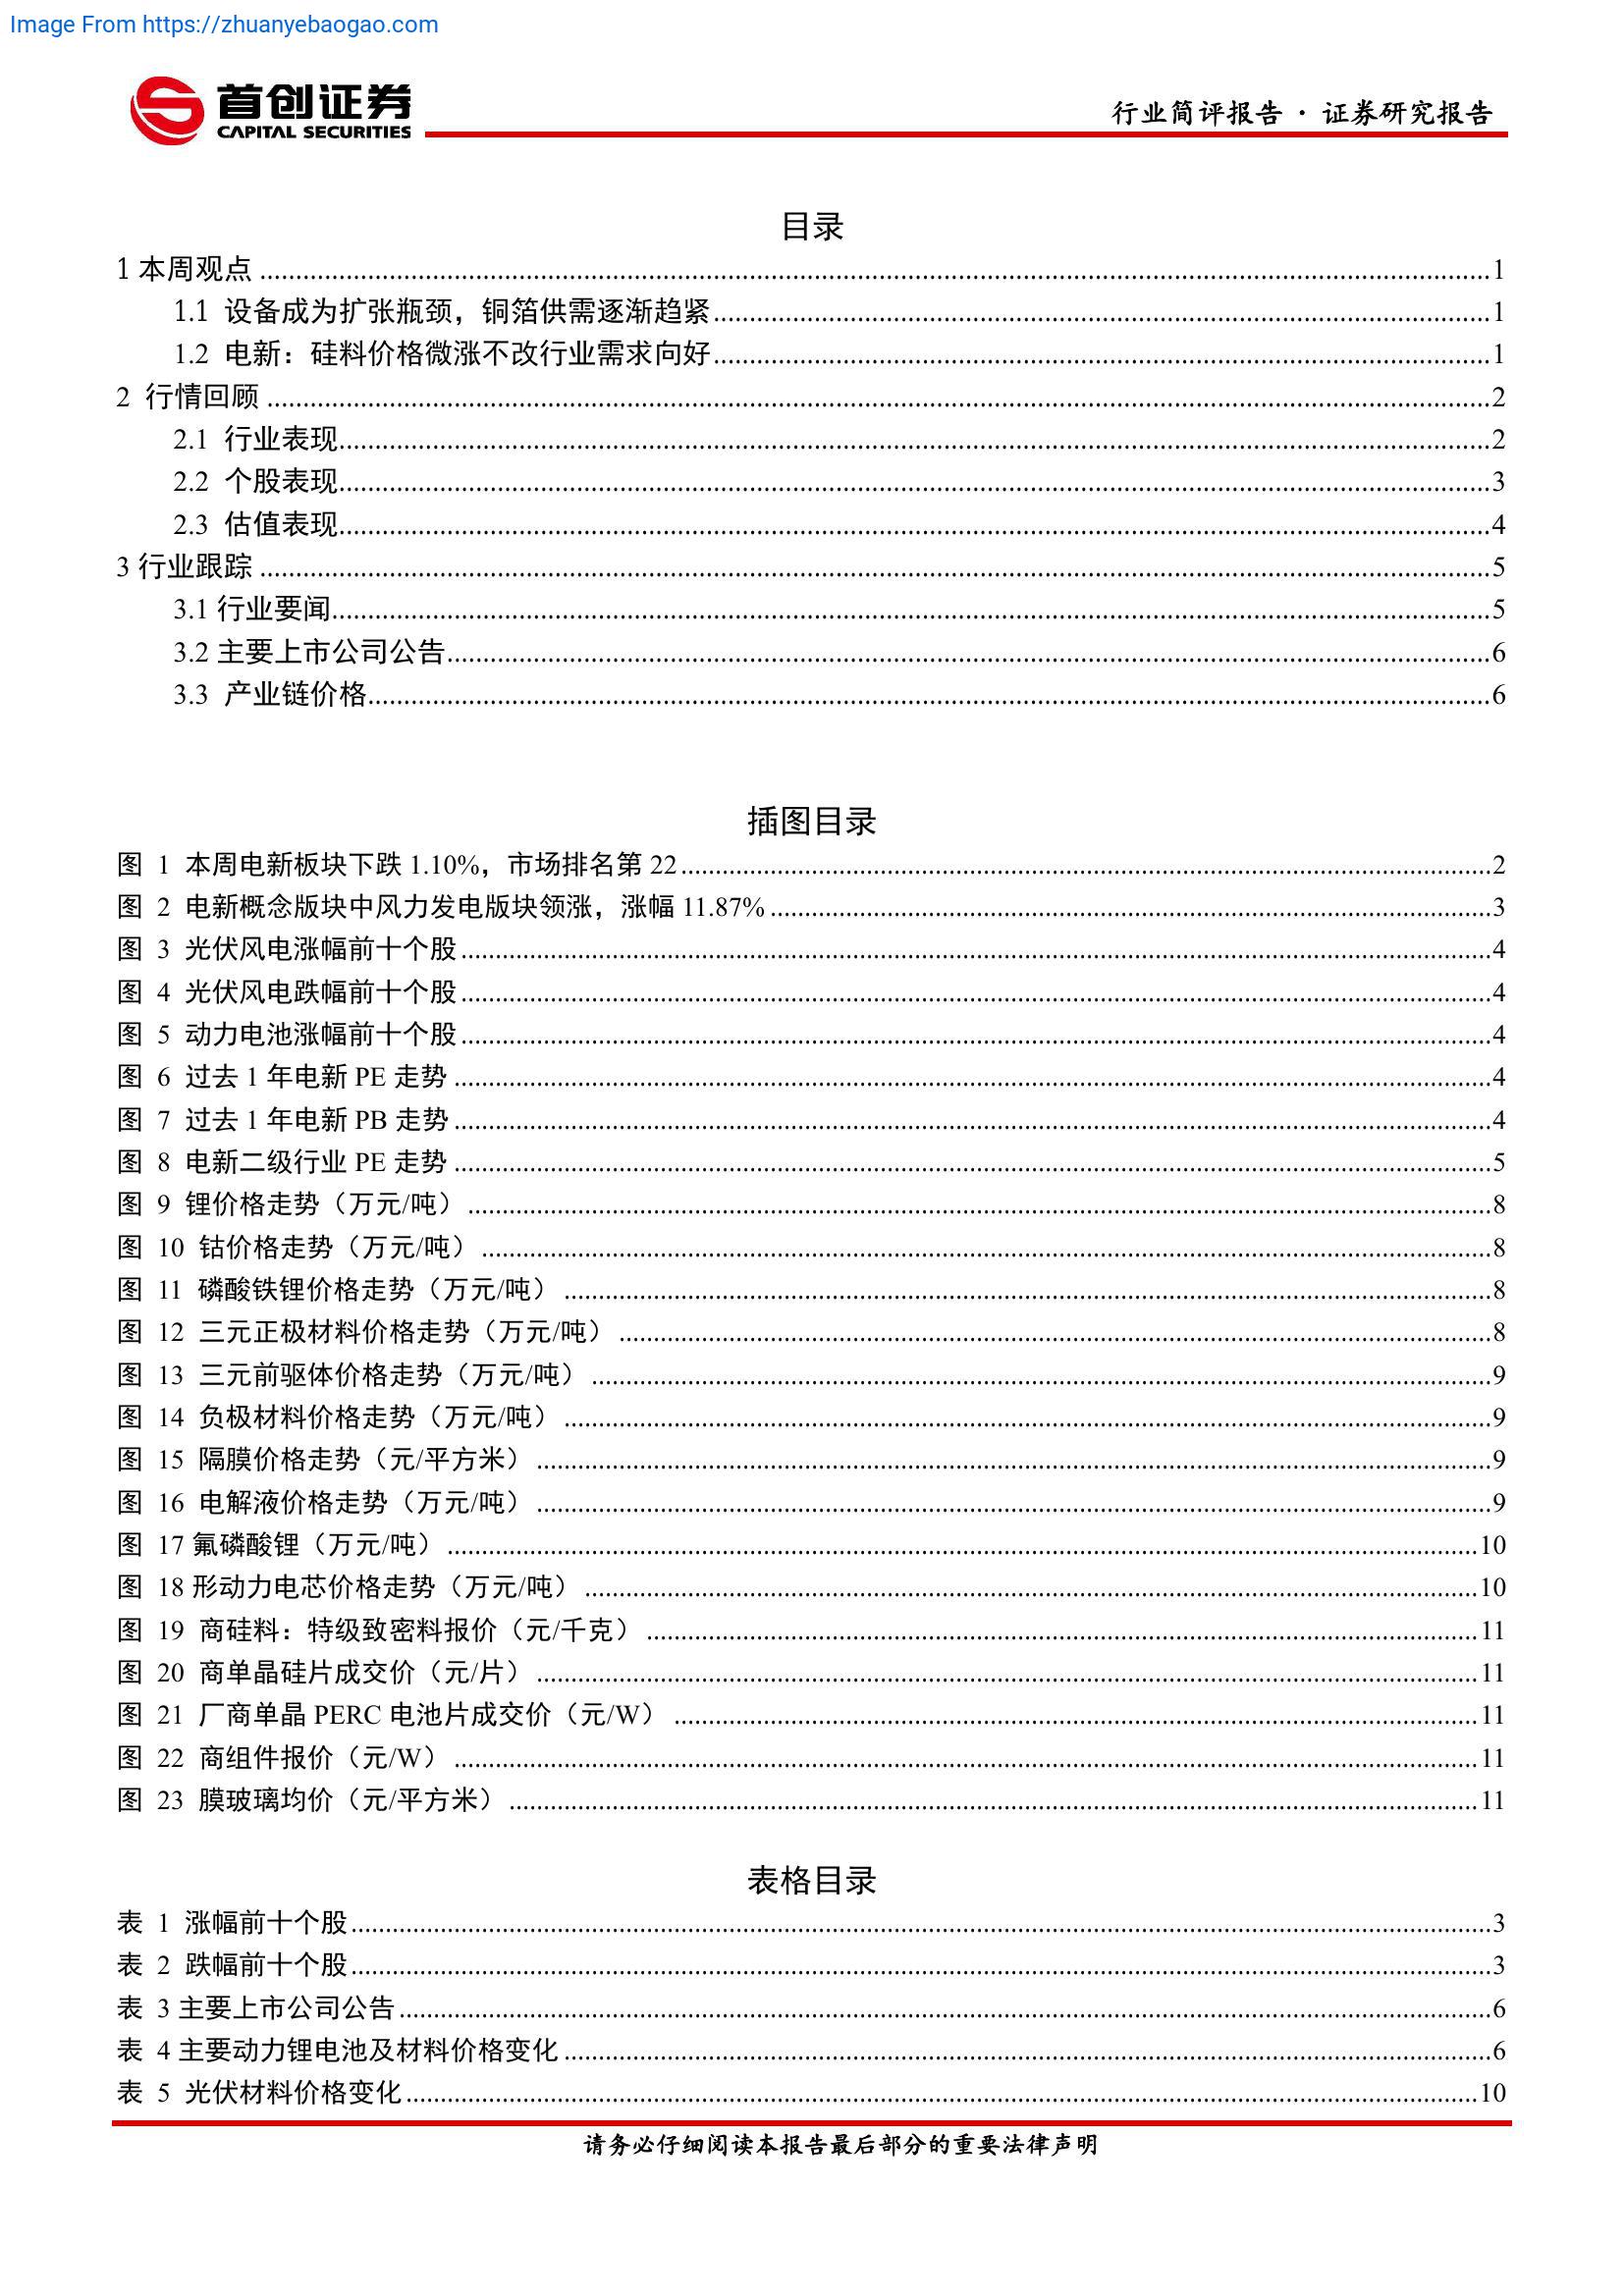 Image From https://zhuanyebaogao.com
首创证券
CAPITAL SECURITIES
行业简评报告 · 证券研究报告
目录
1 本周观点 ........ 1
1.1 设备成为扩张瓶颈，铜箔供需逐渐趋紧 ........ 1
1.2 电新：硅料价格微涨不改行业需求向好 ........ 1
2 行情回顾 ........ 2
2.1 行业表现 ........ 2
2.2 个股表现 ........ 3
2.3 估值表现 ........ 4
3 行业跟踪 ........ 5
3.1 行业要闻 ........ 5
3.2 主要上市公司公告 ........ 6
3.3 产业链价格 ........ 6
插图目录
图 1 本周电新板块下跌 1.10%，市场排名第 22 ........ 2
图 2 电新概念版块中风力发电版块领涨，涨幅 11.87% ........ 3
图 3 光伏风电涨幅前十个股 ........ 4
图 4 光伏风电跌幅前十个股 ........ 4
图 5 动力电池涨幅前十个股 ........ 4
图 6 过去 1 年电新 PE 走势 ........ 4
图 7 过去 1 年电新 PB 走势 ........ 4
图 8 电新二级行业 PE 走势 ........ 5
图 9 锂价格走势（万元/吨） ........ 8
图 10 钴价格走势（万元/吨） ........ 8
图 11 磷酸铁锂价格走势（万元/吨） ........ 8
图 12 三元正极材料价格走势（万元/吨） ........ 8
图 13 三元前驱体价格走势（万元/吨） ........ 9
图 14 负极材料价格走势（万元/吨） ........ 9
图 15 隔膜价格走势（元/平方米） ........ 9
图 16 电解液价格走势（万元/吨） ........ 9
图 17 氟磷酸锂（万元/吨） ........ 10
图 18 形动力电芯价格走势（万元/吨） ........ 10
图 19 商硅料：特级致密料报价（元/千克） ........ 11
图 20 商单晶硅片成交价（元/片） ........ 11
图 21 厂商单晶 PERC 电池片成交价（元/W） ........ 11
图 22 商组件报价（元/W） ........ 11
图 23 膜玻璃均价（元/平方米） ........ 11
表格目录
表 1 涨幅前十个股 ........ 3
表 2 跌幅前十个股 ........ 3
表 3 主要上市公司公告 ........ 6
表 4 主要动力锂电池及材料价格变化 ........ 6
表 5 光伏材料价格变化 ........ 10
请务必仔细阅读本报告最后部分的重要法律声明